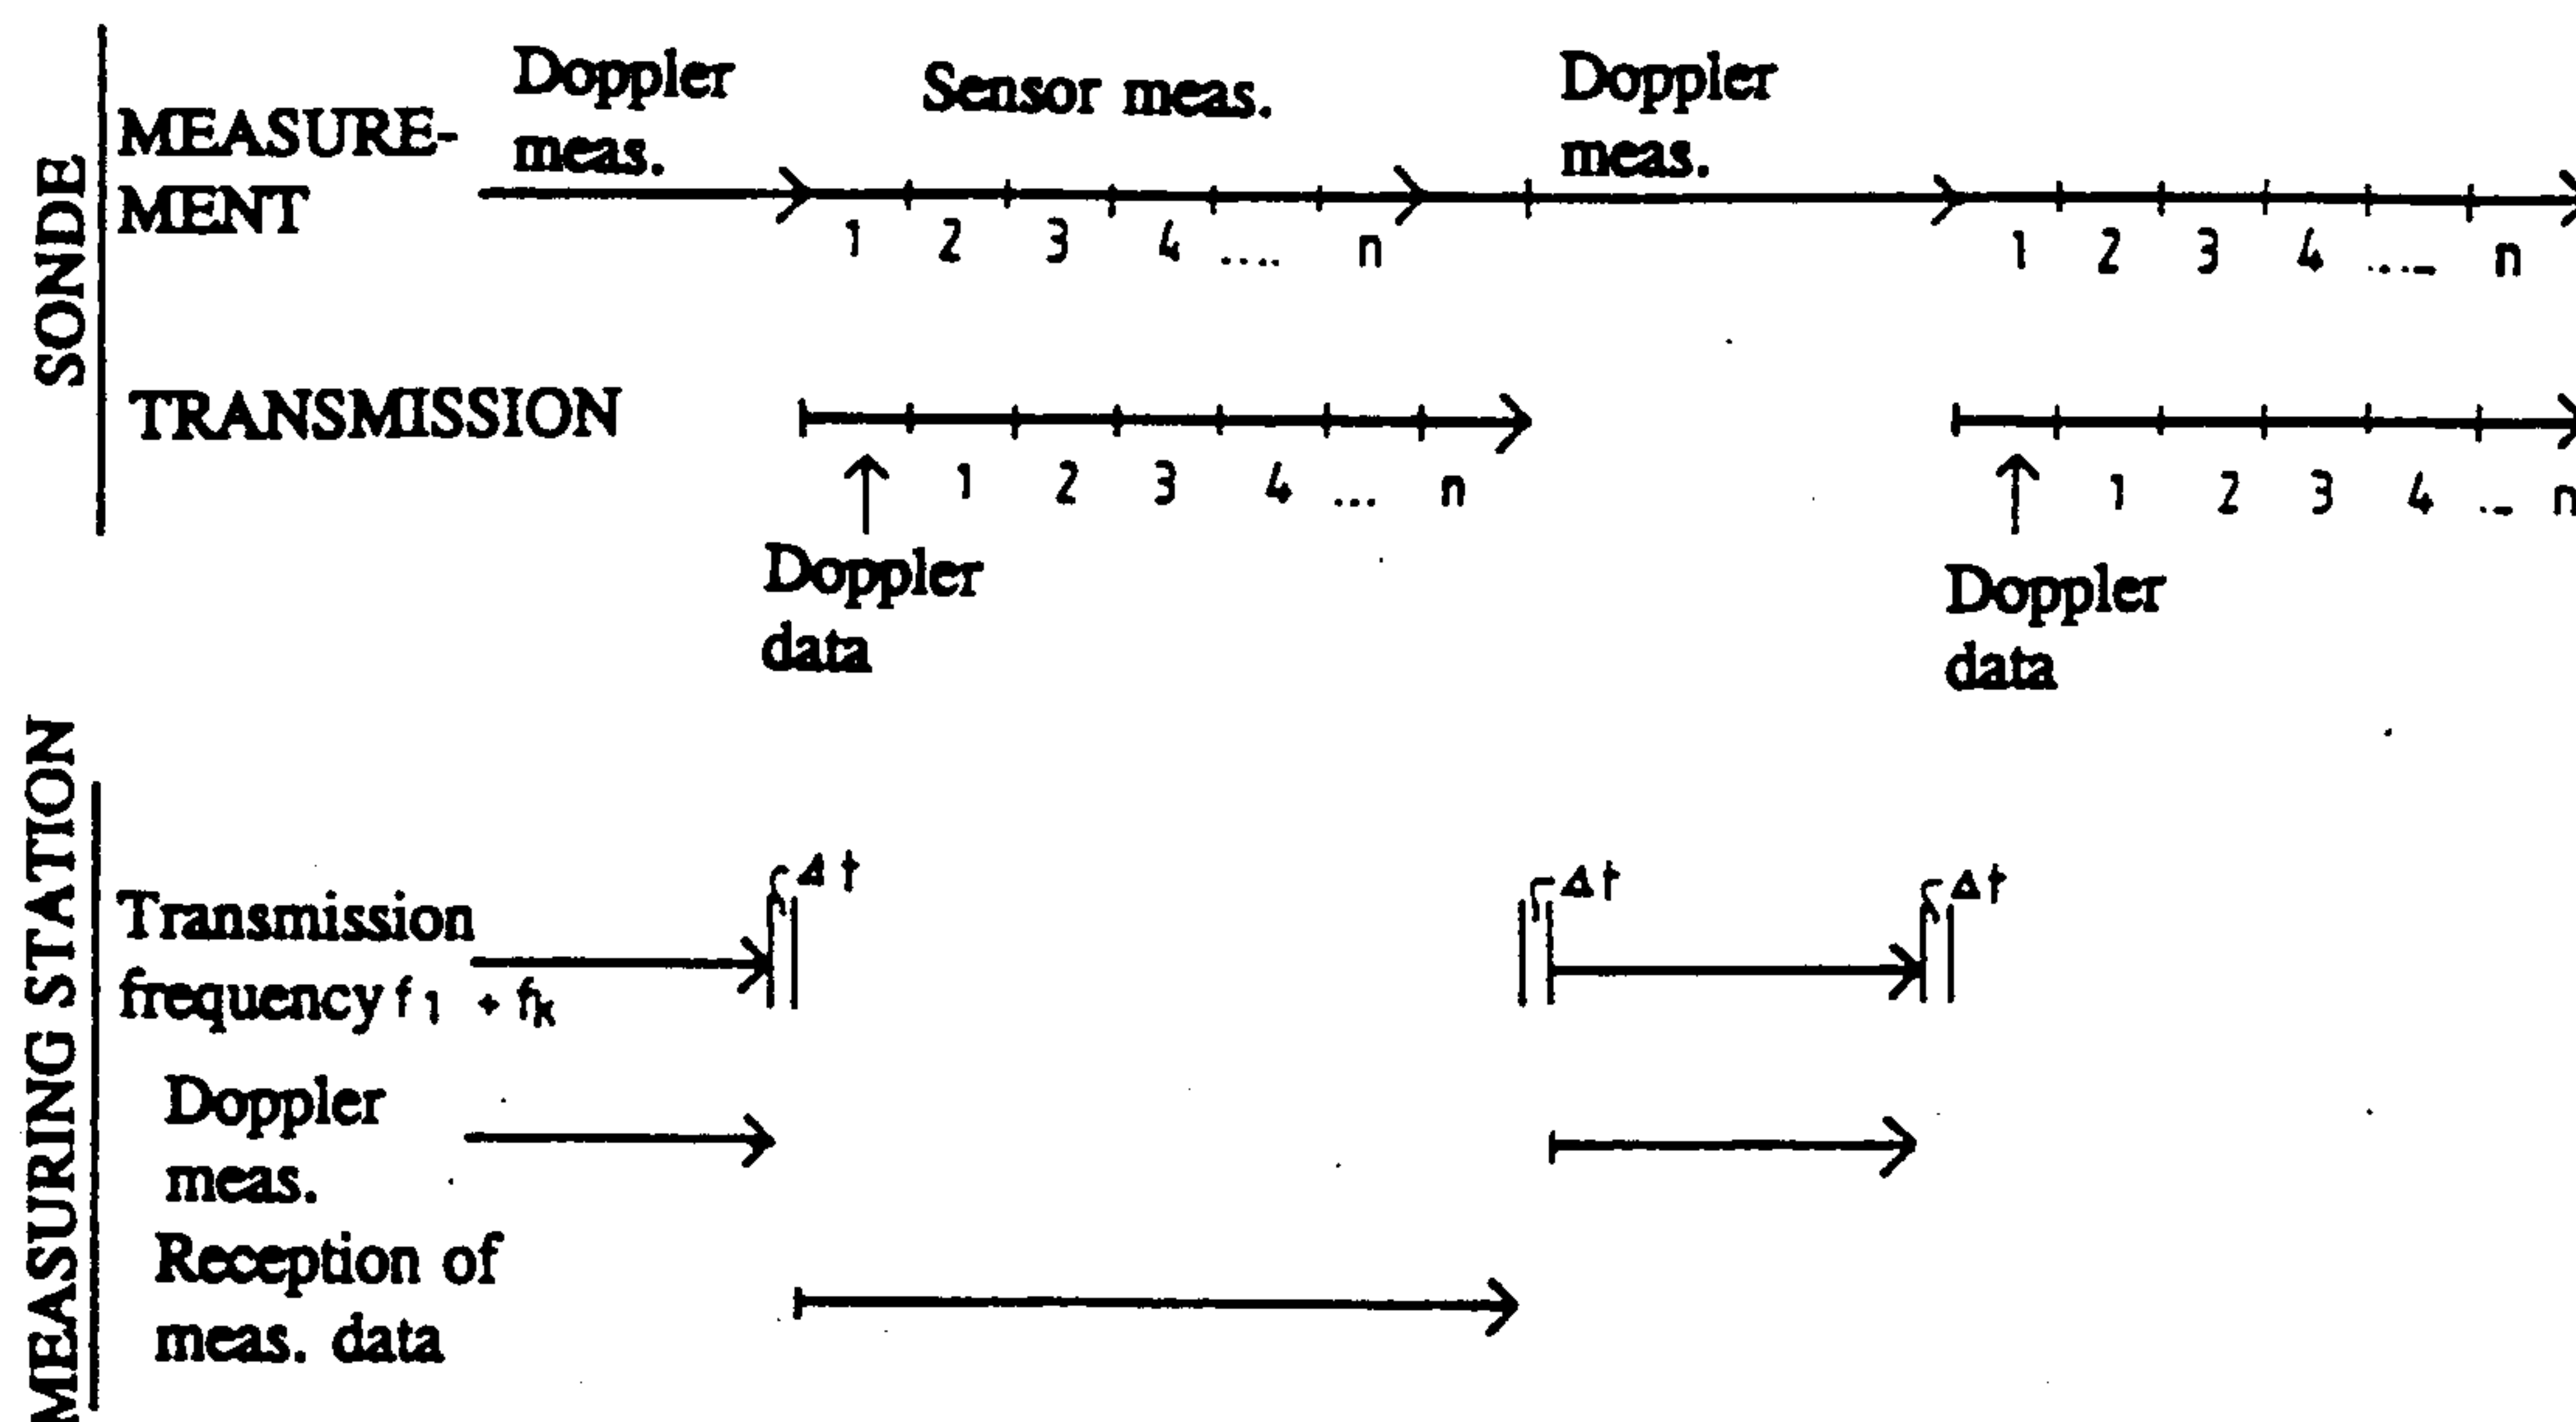 SONDE
MEASURE-
MENT
Doppler
meas.
Sensor meas.
Doppler
meas.
1 2 3 4 .... n
1 2 3 4 .... n
TRANSMISSION
1 2 3 4 ... n
1 2 3 4 .. n
Doppler
data
Doppler
data
MEASURING STATION
Transmission
frequency f1 + fk
Δt
Δt
Δt
Doppler
meas.
Reception of
meas. data